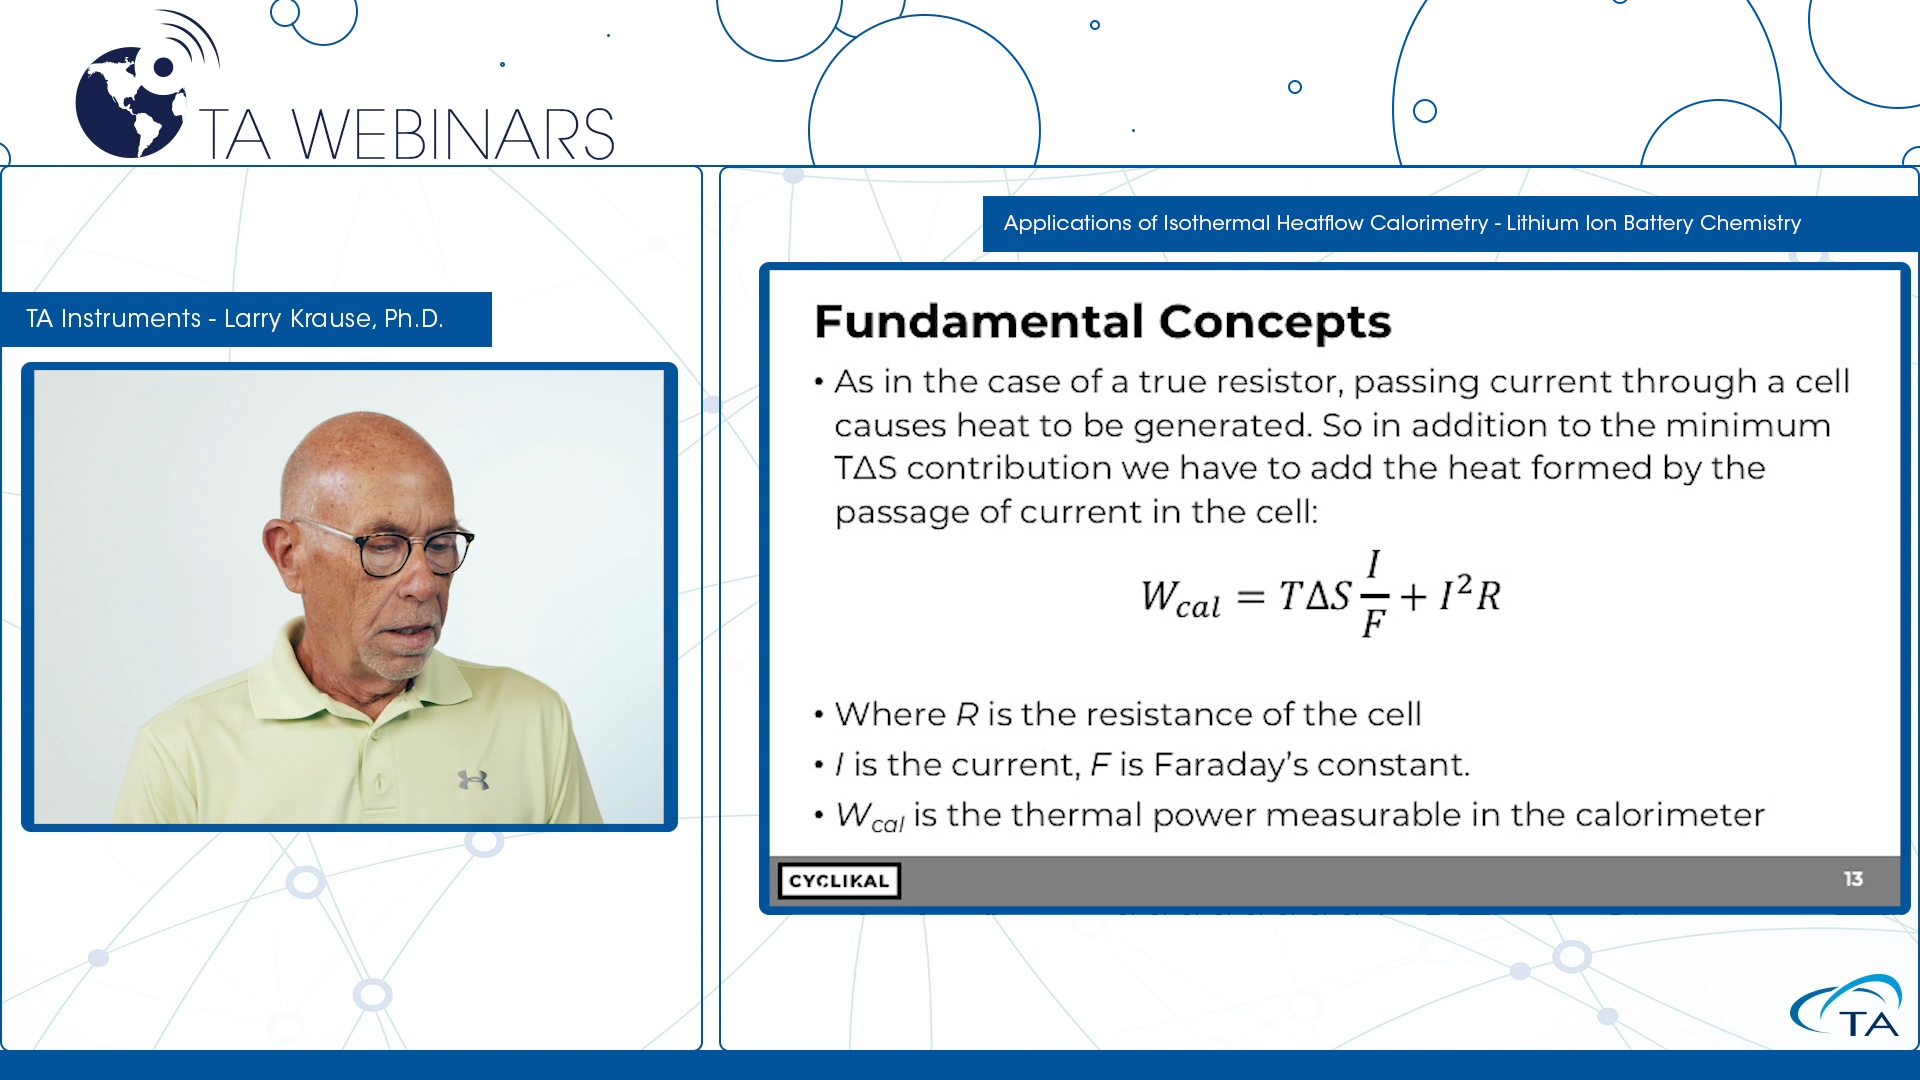 TA WEBINARS
TA Instruments - Larry Krause, Ph.D.
Applications of Isothermal Heatflow Calorimetry - Lithium Ion Battery Chemistry
Fundamental Concepts
• As in the case of a true resistor, passing current through a cell
causes heat to be generated. So in addition to the minimum
TΔS contribution we have to add the heat formed by the
passage of current in the cell:
W_cal = TΔS I/F + I²R
• Where R is the resistance of the cell
• I is the current, F is Faraday's constant.
• W_cal is the thermal power measurable in the calorimeter
CYCLIKAL
13
TA